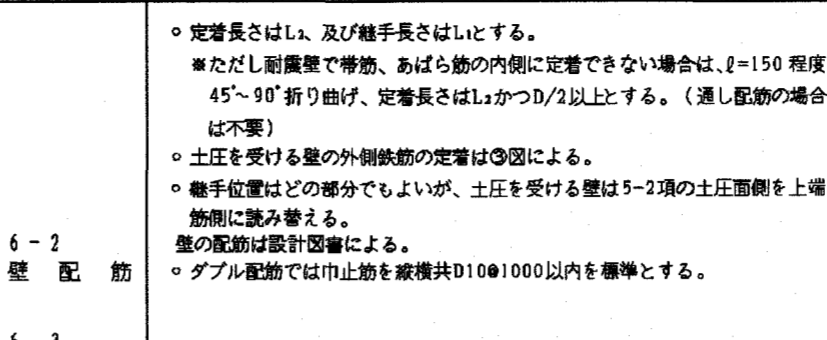 ◦ 定着長さはL₂、及び継手長さはL₁とする。
※ただし耐震壁で帯筋、あばら筋の内側に定着できない場合は、ℓ=150 程度
45°~90°折り曲げ、定着長さはL₂かつD/2以上とする。（通し配筋の場合
は不要）
◦ 土圧を受ける壁の外側鉄筋の定着は③図による。
◦ 継手位置はどの部分でもよいが、土圧を受ける壁は5-2項の土圧面側を上端
筋側に読み替える。
6 - 2 壁の配筋は設計図書による。
壁 配 筋 ◦ ダブル配筋では巾止筋を縦横共D10@1000以内を標準とする。